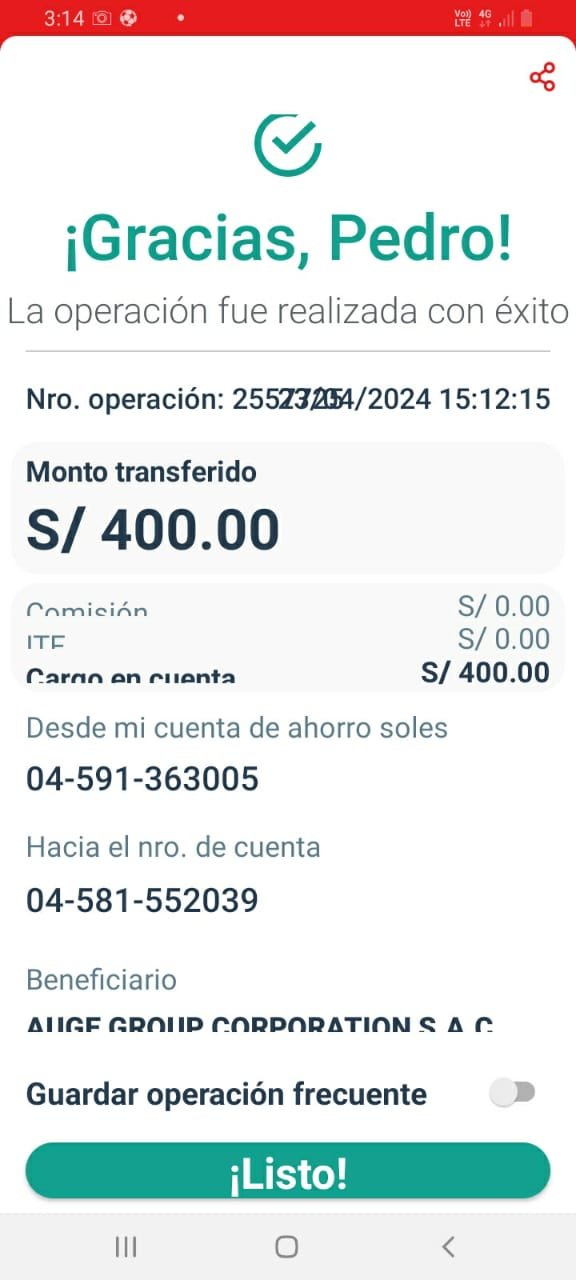 3:14
Vo)) LTE 4G
¡Gracias, Pedro!
La operación fue realizada con éxito
Nro. operación: /04/2024 15:12:15
Monto transferido
S/ 400.00
Comisión S/ 0.00
ITF S/ 0.00
Cargo en cuenta S/ 400.00
Desde mi cuenta de ahorro soles
04-591-363005
Hacia el nro. de cuenta
04-581-552039
Beneficiario
AUGE GROUP CORPORATION S.A.C.
Guardar operación frecuente
¡Listo!